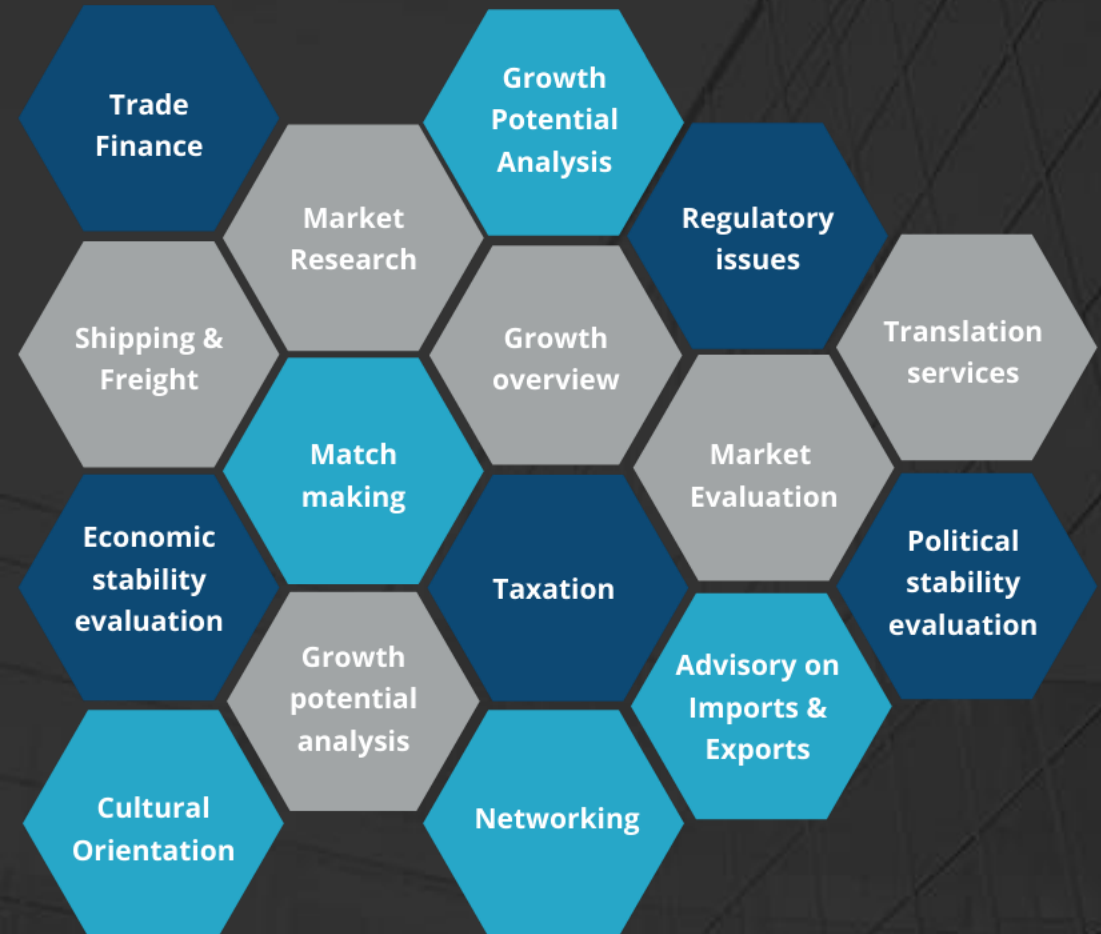 Trade
Finance
Growth
Potential
Analysis
Market
Research
Regulatory
issues
Shipping &
Freight
Growth
overview
Translation
services
Match
making
Market
Evaluation
Economic
stability
evaluation
Taxation
Political
stability
evaluation
Growth
potential
analysis
Advisory on
Imports &
Exports
Cultural
Orientation
Networking